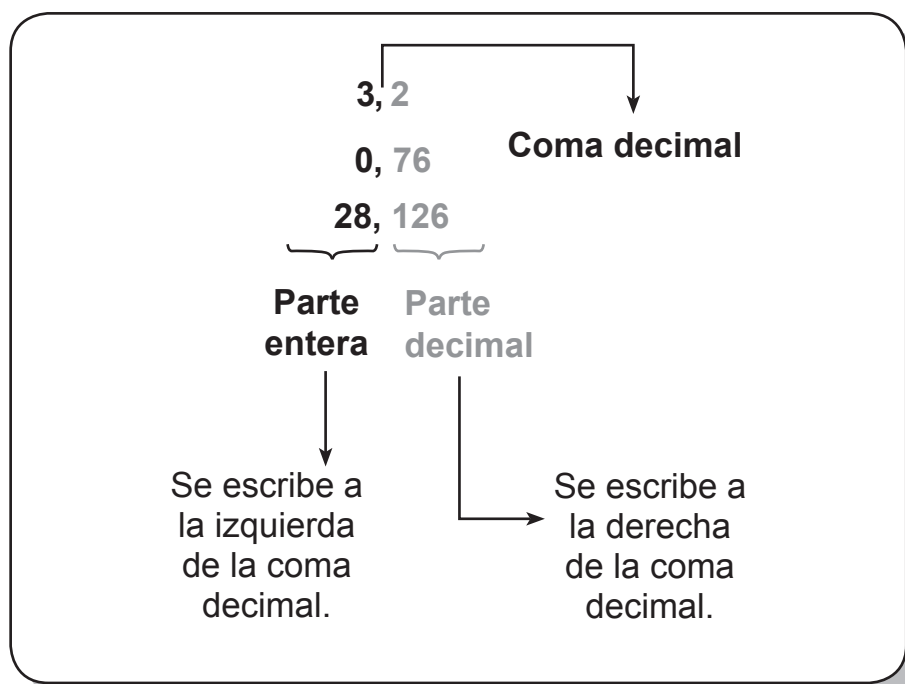 3, 2
Coma decimal
0, 76
28, 126
Parte
entera
Parte
decimal
Se escribe a
la izquierda
de la coma
decimal.
Se escribe a
la derecha
de la coma
decimal.